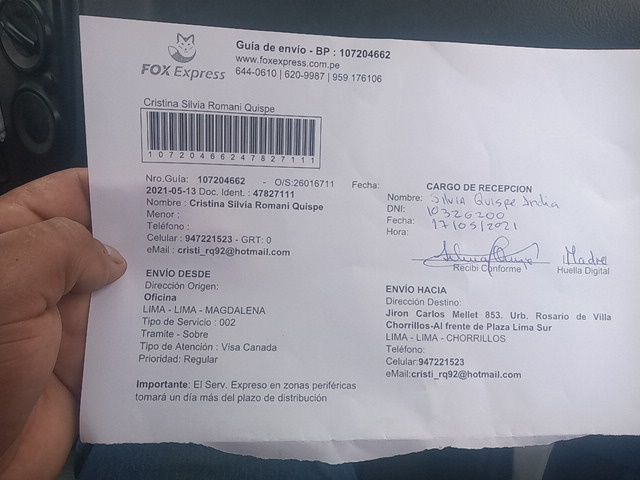 Guía de envío - BP : 107204662
www.foxexpress.com.pe
644-0610 | 620-9987 | 959 176106
FOX Express
Cristina Silvia Romani Quispe
1 0 7 2 0 4 6 6 2 4 7 8 2 7 1 1 1
Nro.Guía: 107204662 - O/S:26016711
2021-05-13 Doc. Ident. : 47827111
Nombre : Cristina Silvia Romani Quispe
Menor :
Teléfono :
Celular : 947221523 - GRT: 0
eMail : cristi_rq92@hotmail.com
ENVÍO DESDE
Dirección Origen:
Oficina
LIMA - LIMA - MAGDALENA
Tipo de Servicio : 002
Tramite - Sobre
Tipo de Atención : Visa Canada
Prioridad: Regular
Importante: El Serv. Expreso en zonas periféricas
tomará un día más del plazo de distribución
Fecha:
CARGO DE RECEPCION
Nombre: Silvia Quispe
DNI: 10326200
Fecha: 17/05/2021
Hora:
Madre
Recibi Conforme
Huella Digital
ENVÍO HACIA
Dirección Destino:
Jiron Carlos Mellet 853. Urb. Rosario de Villa
Chorrillos-Al frente de Plaza Lima Sur
LIMA - LIMA - CHORRILLOS
Teléfono:
Celular:947221523
eMail:cristi_rq92@hotmail.com